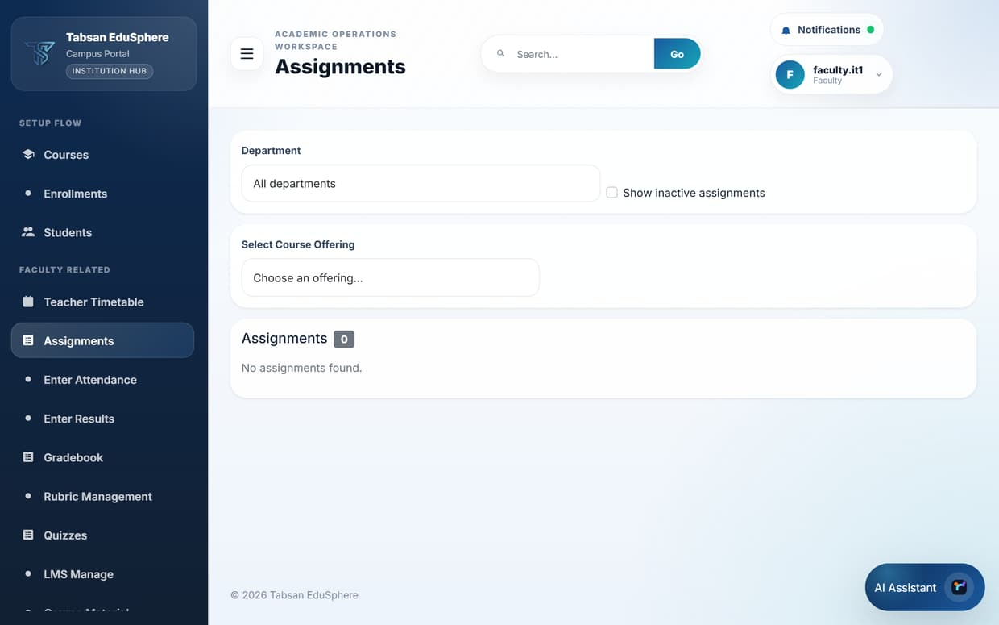 Tabsan EduSphere
Campus Portal
INSTITUTION HUB
SETUP FLOW
Courses
Enrollments
Students
FACULTY RELATED
Teacher Timetable
Assignments
Enter Attendance
Enter Results
Gradebook
Rubric Management
Quizzes
LMS Manage
ACADEMIC OPERATIONS
WORKSPACE
Assignments
Search...
Go
Notifications
F
faculty.it1
Faculty
Department
All departments
Show inactive assignments
Select Course Offering
Choose an offering...
Assignments 0
No assignments found.
© 2026 Tabsan EduSphere
AI Assistant